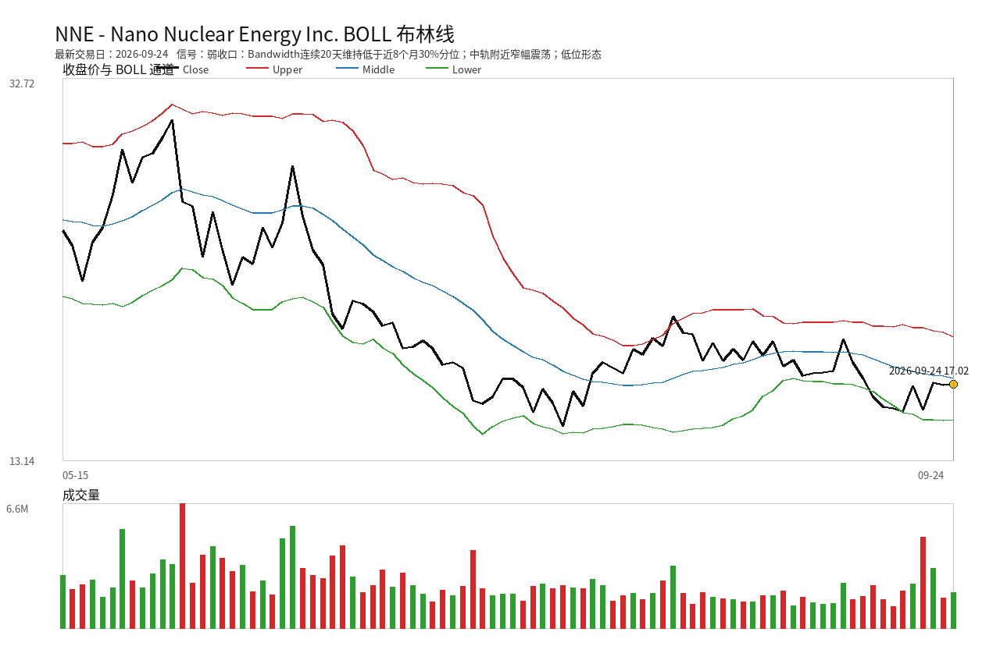 NNE - Nano Nuclear Energy Inc. BOLL 布林线
最新交易日：2026-09-24 信号：弱收口：Bandwidth连续20天维持低于近8个月30%分位；中轨附近窄幅震荡；低位形态
收盘价与 BOLL 通道 Close Upper Middle Lower
32.72
2026-09-24 17.02
13.14
05-15 09-24
成交量
6.6M